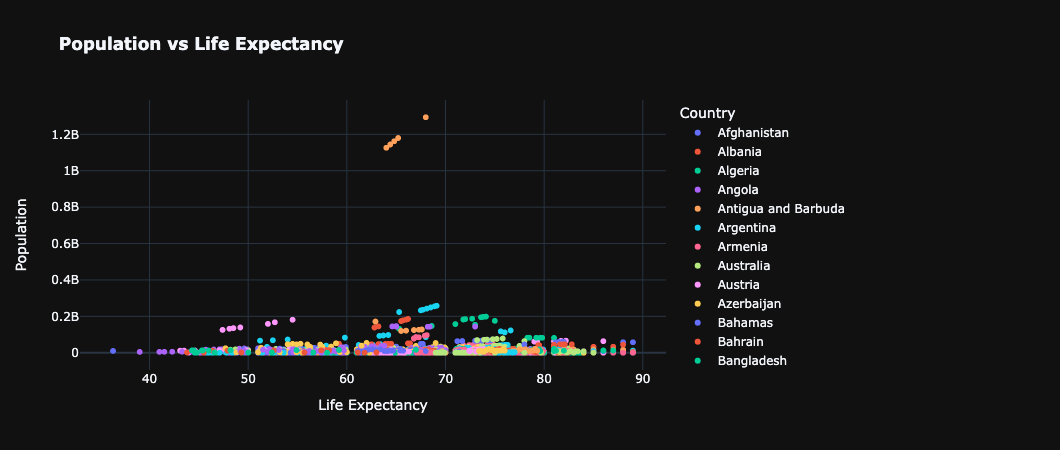 Population vs Life Expectancy
Country
Afghanistan
Albania
Algeria
Angola
Antigua and Barbuda
Argentina
Armenia
Australia
Austria
Azerbaijan
Bahamas
Bahrain
Bangladesh
Population
1.2B
1B
0.8B
0.6B
0.4B
0.2B
0
40 50 60 70 80 90
Life Expectancy